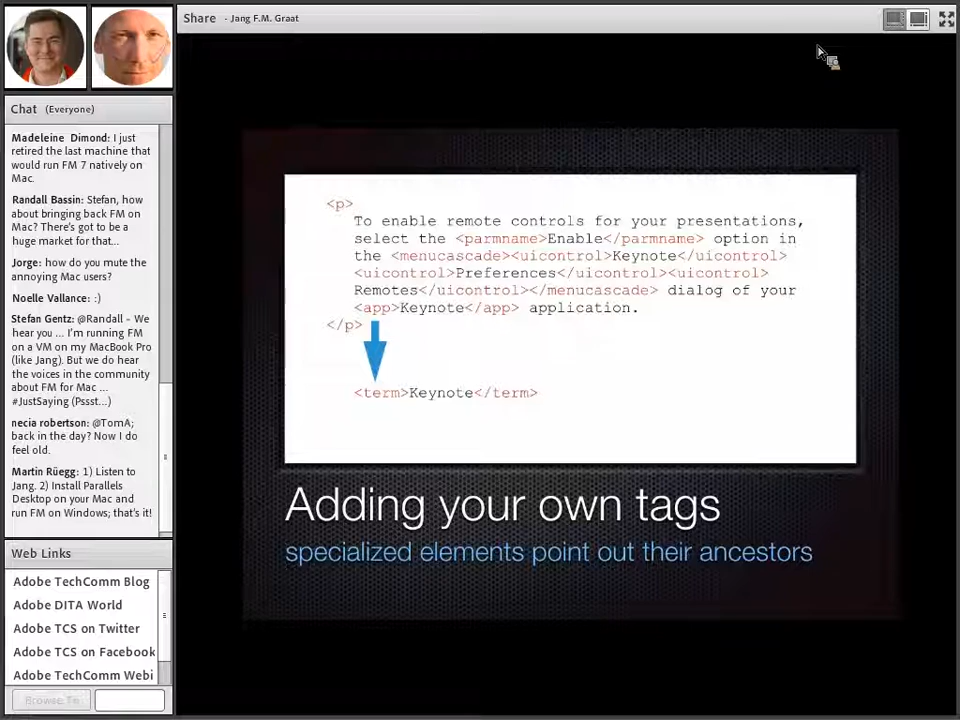 Share - Jang F.M. Graat
Chat (Everyone)
Madeleine Dimond: I just
retired the last machine that
would run FM 7 natively on
Mac.
Randall Bassin: Stefan, how
about bringing back FM on
Mac? There's got to be a
huge market for that...
Jorge: how do you mute the
annoying Mac users?
Noelle Vallance: :)
Stefan Gentz: @Randall – We
hear you ... I'm running FM
on a VM on my MacBook Pro
(like Jang). But we do hear
the voices in the community
about FM for Mac ...
#JustSaying (Pssst...)
necia robertson: @TomA;
back in the day? Now I do
feel old.
Martin Rüegg: 1) Listen to
Jang. 2) Install Parallels
Desktop on your Mac and
run FM on Windows; that's it!
Web Links
Adobe TechComm Blog
Adobe DITA World
Adobe TCS on Twitter
Adobe TCS on Facebook
Adobe TechComm Webi
Browse To
<p>
To enable remote controls for your presentations,
select the <parmname>Enable</parmname> option in
the <menucascade><uicontrol>Keynote</uicontrol>
<uicontrol>Preferences</uicontrol><uicontrol>
Remotes</uicontrol></menucascade> dialog of your
<app>Keynote</app> application.
</p>
<term>Keynote</term>
Adding your own tags
specialized elements point out their ancestors